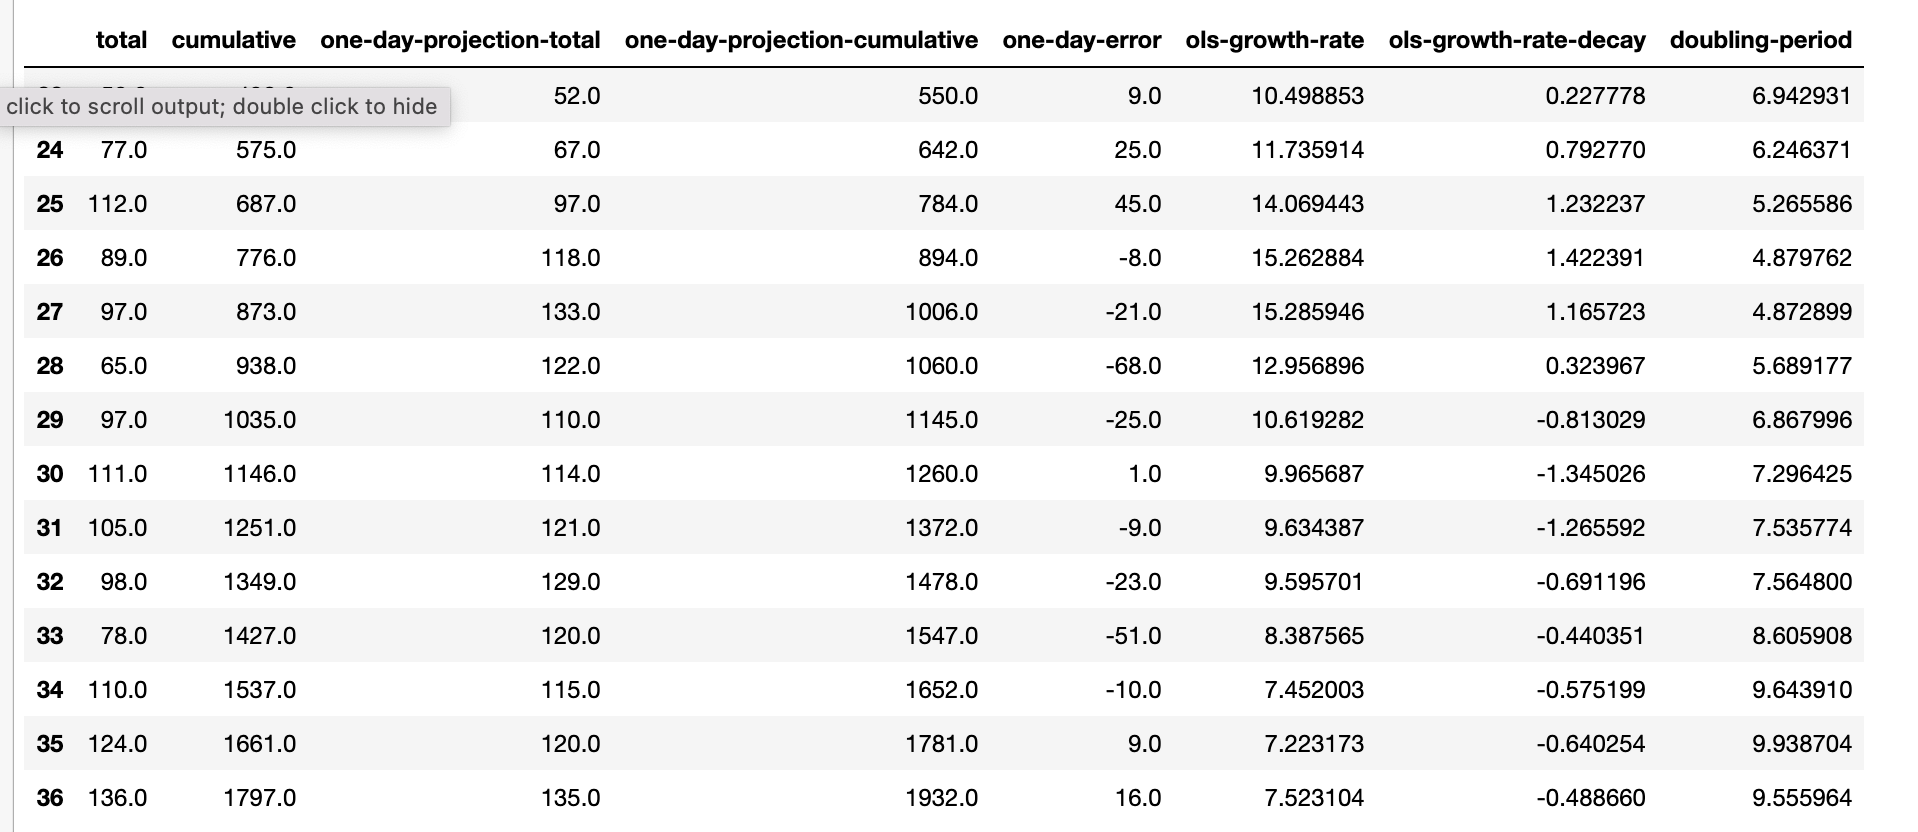 total cumulative one-day-projection-total one-day-projection-cumulative one-day-error ols-growth-rate ols-growth-rate-decay doubling-period
click to scroll output; double click to hide 52.0 550.0 9.0 10.498853 0.227778 6.942931
24 77.0 575.0 67.0 642.0 25.0 11.735914 0.792770 6.246371
25 112.0 687.0 97.0 784.0 45.0 14.069443 1.232237 5.265586
26 89.0 776.0 118.0 894.0 -8.0 15.262884 1.422391 4.879762
27 97.0 873.0 133.0 1006.0 -21.0 15.285946 1.165723 4.872899
28 65.0 938.0 122.0 1060.0 -68.0 12.956896 0.323967 5.689177
29 97.0 1035.0 110.0 1145.0 -25.0 10.619282 -0.813029 6.867996
30 111.0 1146.0 114.0 1260.0 1.0 9.965687 -1.345026 7.296425
31 105.0 1251.0 121.0 1372.0 -9.0 9.634387 -1.265592 7.535774
32 98.0 1349.0 129.0 1478.0 -23.0 9.595701 -0.691196 7.564800
33 78.0 1427.0 120.0 1547.0 -51.0 8.387565 -0.440351 8.605908
34 110.0 1537.0 115.0 1652.0 -10.0 7.452003 -0.575199 9.643910
35 124.0 1661.0 120.0 1781.0 9.0 7.223173 -0.640254 9.938704
36 136.0 1797.0 135.0 1932.0 16.0 7.523104 -0.488660 9.555964